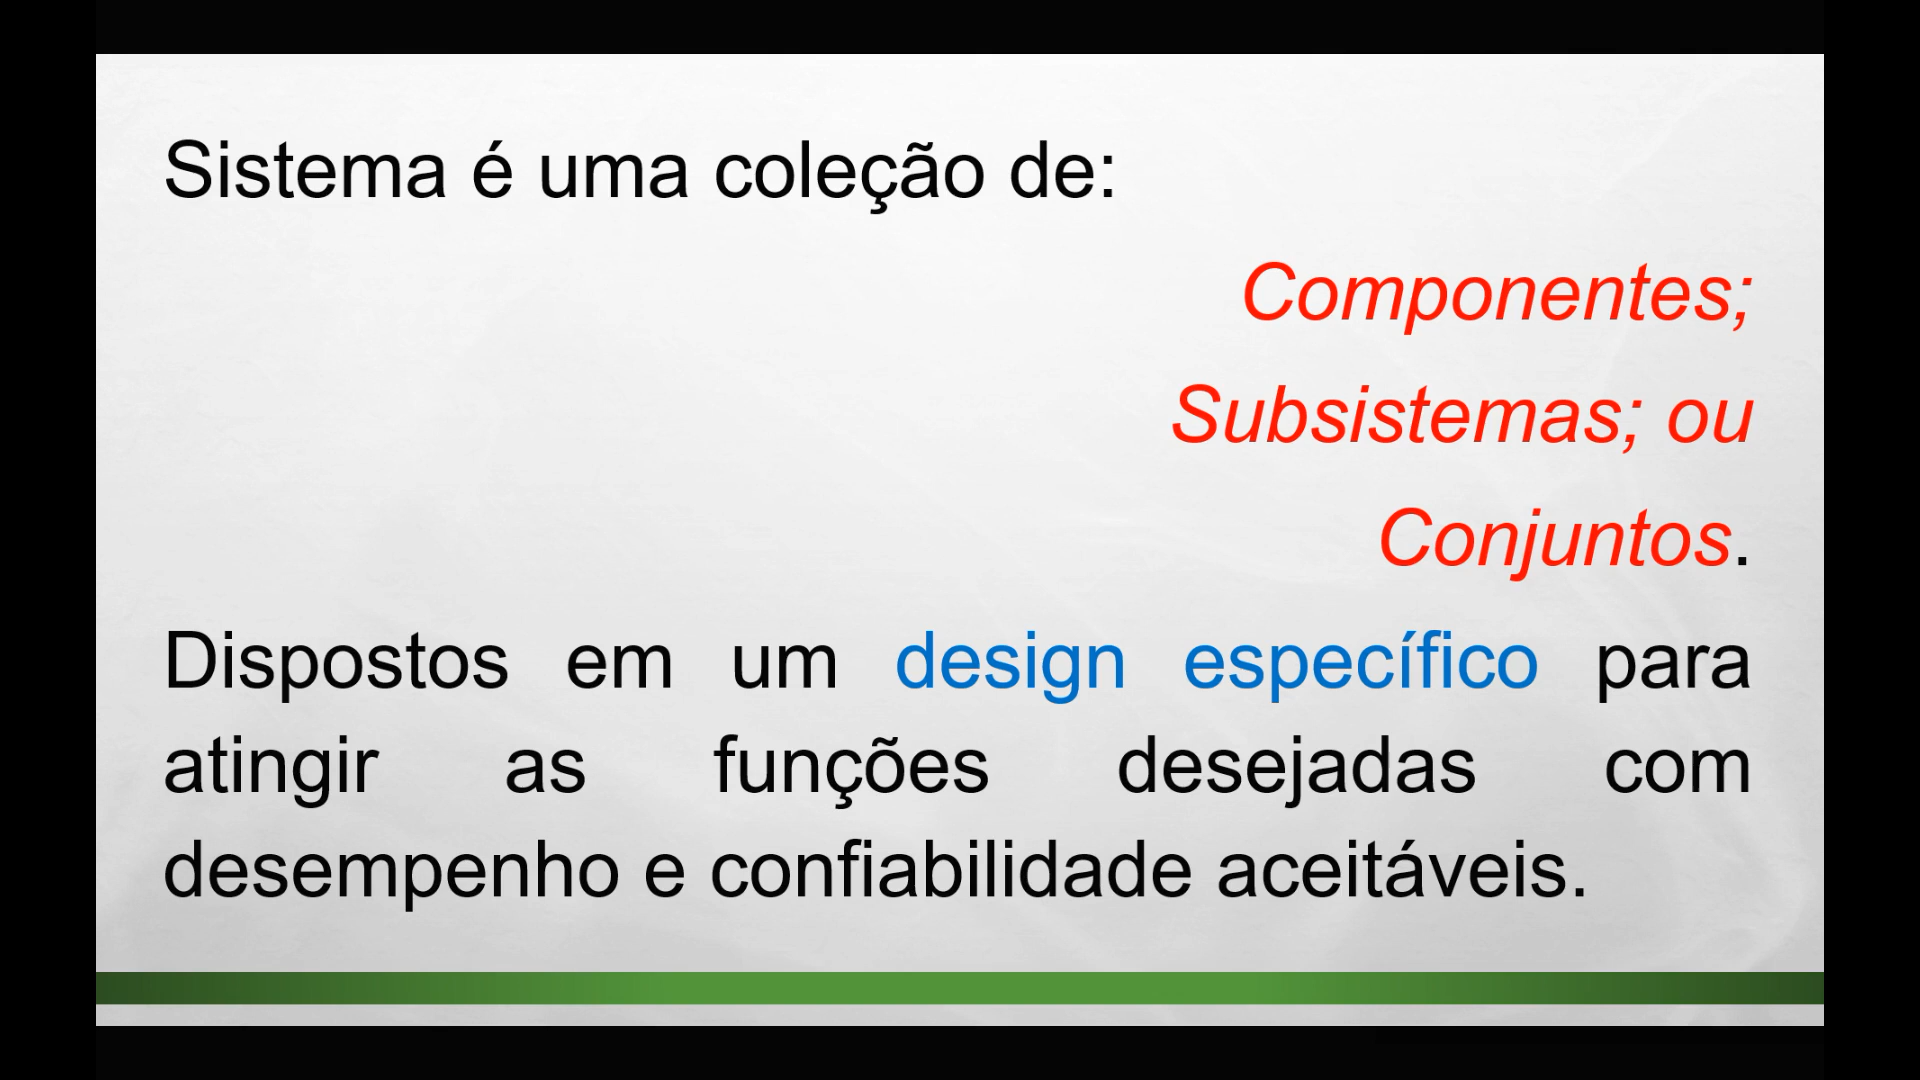 Sistema é uma coleção de:
Componentes;
Subsistemas; ou
Conjuntos.
Dispostos em um design específico para
atingir as funções desejadas com
desempenho e confiabilidade aceitáveis.